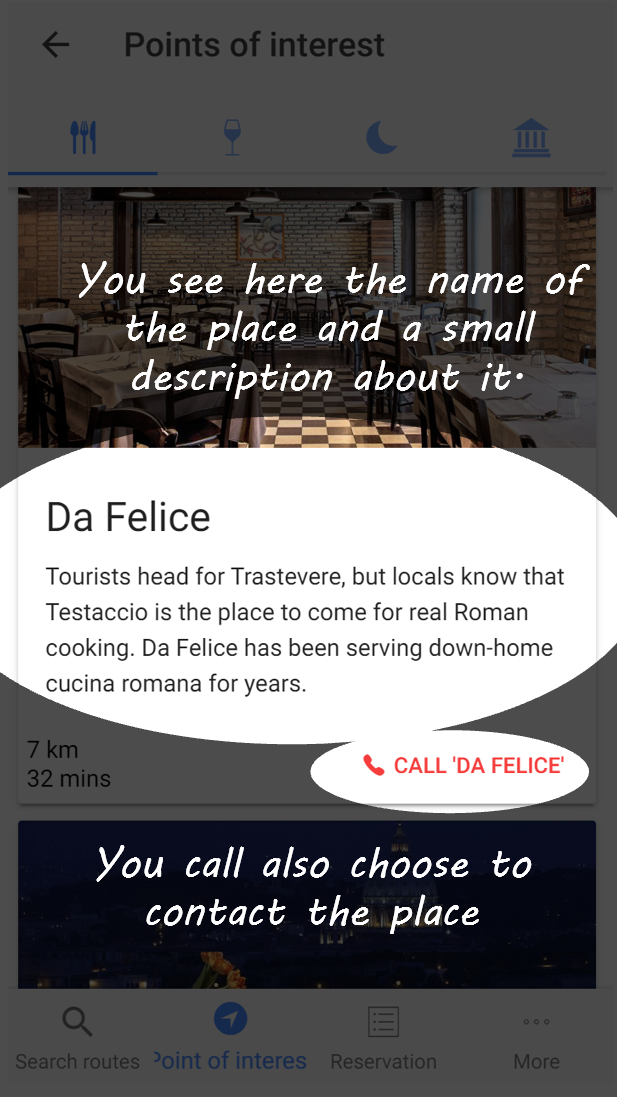 Points of interest
You see here the name of
the place and a small
description about it.
Da Felice
Tourists head for Trastevere, but locals know that
Testaccio is the place to come for real Roman
cooking. Da Felice has been serving down-home
cucina romana for years.
7 km
32 mins
CALL 'DA FELICE'
You call also choose to
contact the place
Search routes
Point of interes
Reservation
More